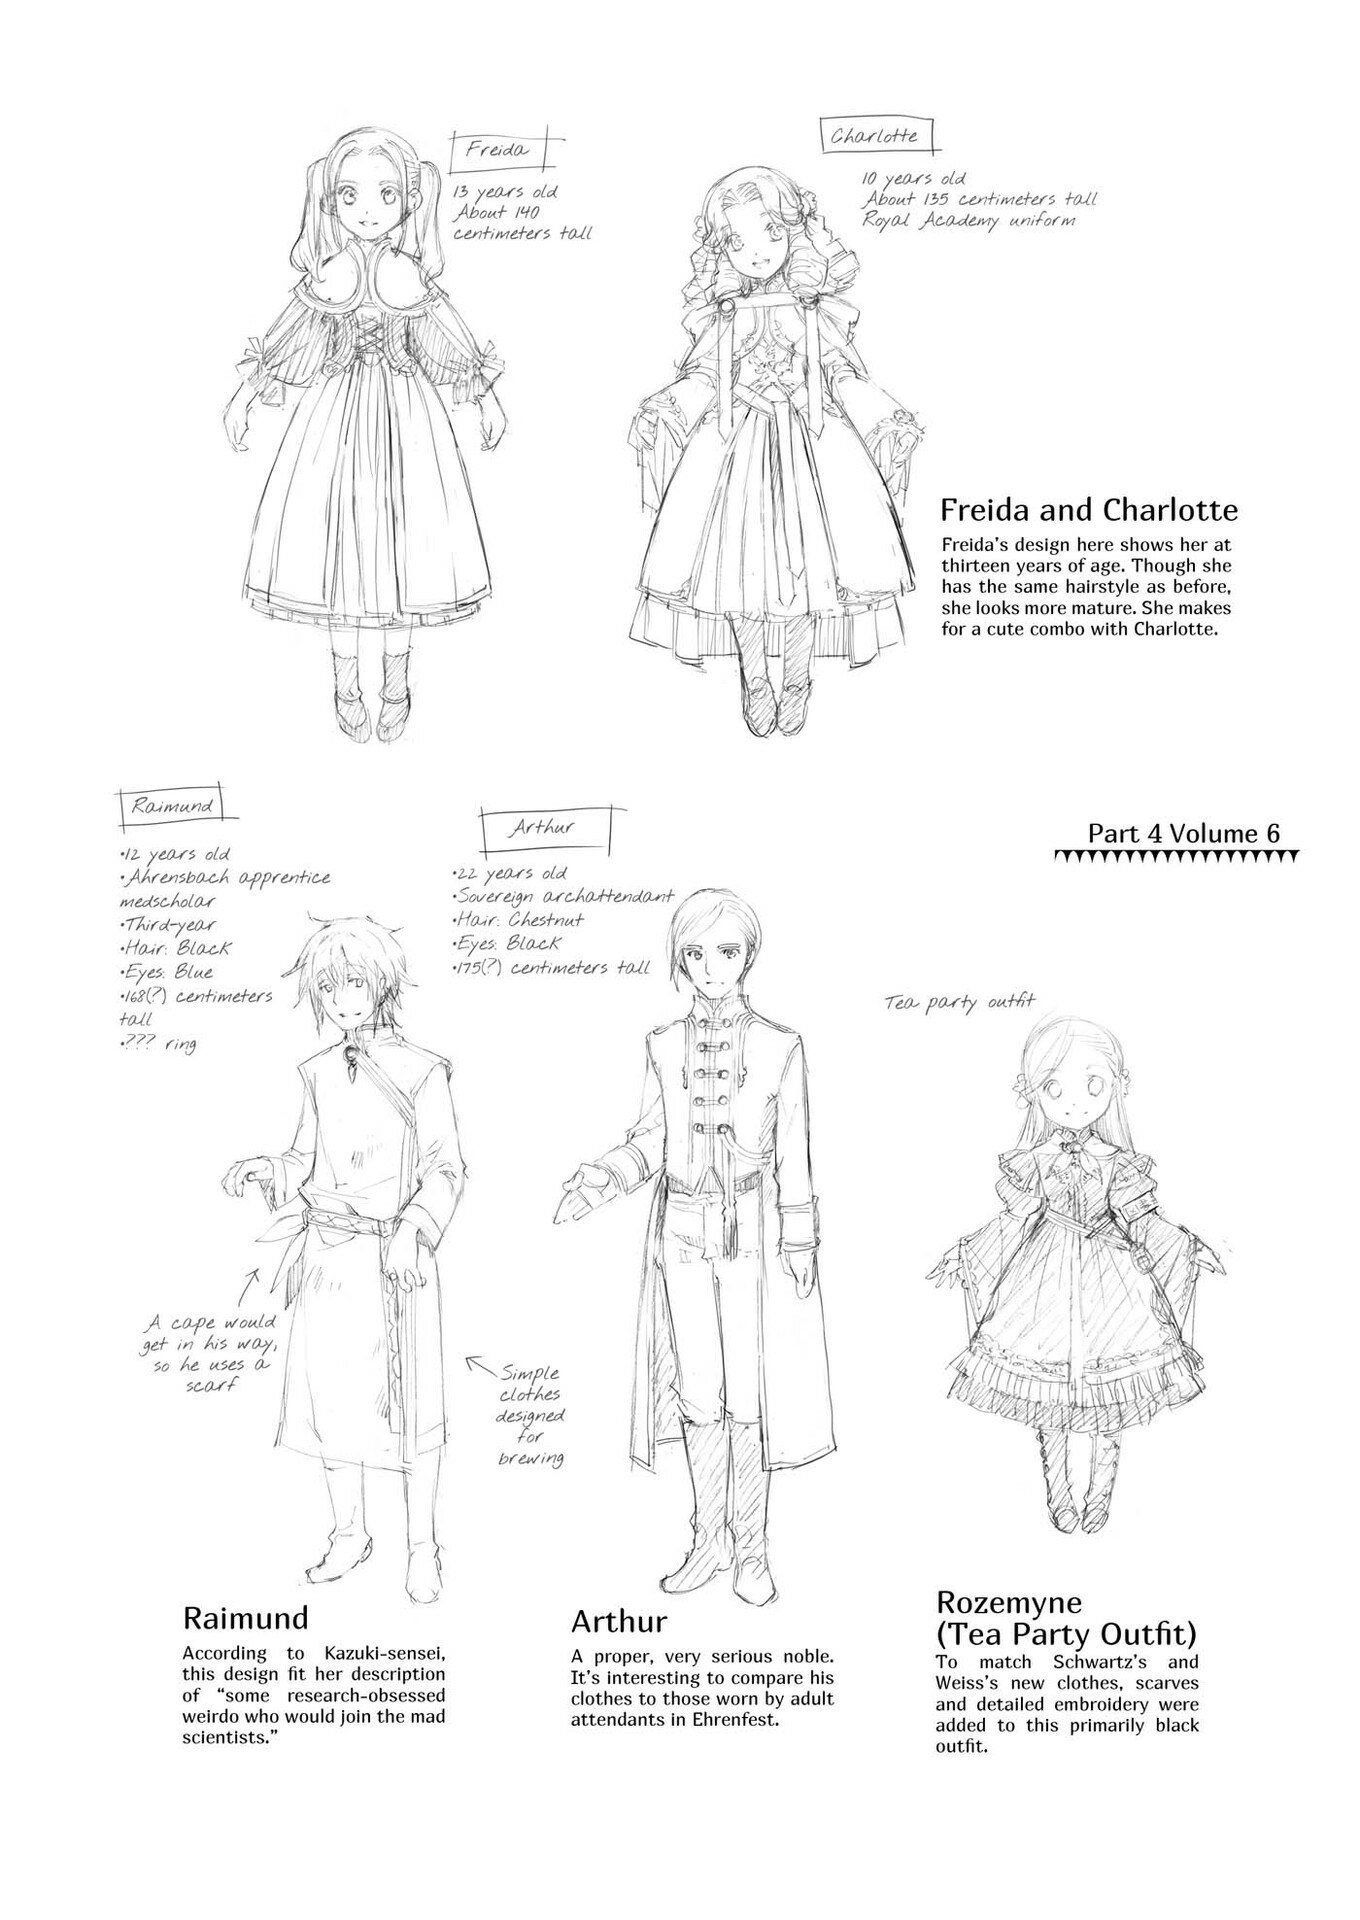 Freida
13 years old
About 140
centimeters tall
Charlotte
10 years old
About 135 centimeters tall
Royal Academy uniform
Freida and Charlotte
Freida's design here shows her at
thirteen years of age. Though she
has the same hairstyle as before,
she looks more mature. She makes
for a cute combo with Charlotte.
Part 4 Volume 6
Raimund
•12 years old
•Ahrensbach apprentice
medscholar
•Third-year
•Hair: Black
•Eyes: Blue
•168(?) centimeters
tall
•??? ring
A cape would
get in his way,
so he uses a
scarf
Simple
clothes
designed
for
brewing
Arthur
•22 years old
•Sovereign archattendant
•Hair: Chestnut
•Eyes: Black
•175(?) centimeters tall
Tea party outfit
Raimund
According to Kazuki-sensei,
this design fit her description
of “some research-obsessed
weirdo who would join the mad
scientists.”
Arthur
A proper, very serious noble.
It's interesting to compare his
clothes to those worn by adult
attendants in Ehrenfest.
Rozemyne
(Tea Party Outfit)
To match Schwartz's and
Weiss's new clothes, scarves
and detailed embroidery were
added to this primarily black
outfit.